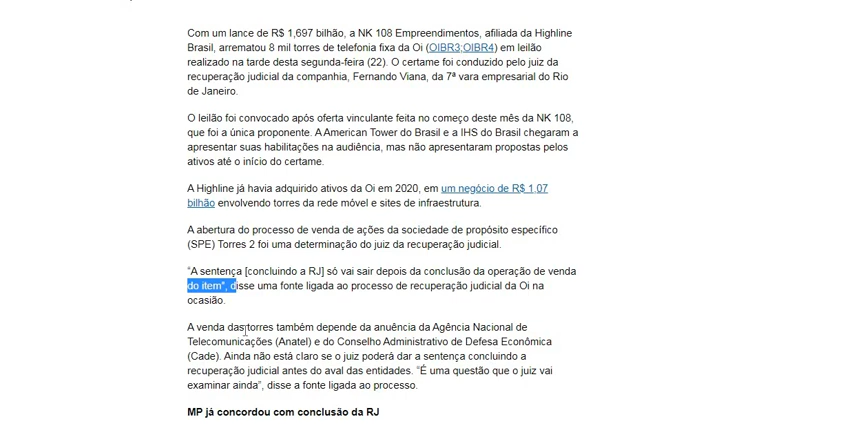 Com um lance de R$ 1,697 bilhão, a NK 108 Empreendimentos, afiliada da Highline
Brasil, arrematou 8 mil torres de telefonia fixa da Oi (OIBR3;OIBR4) em leilão
realizado na tarde desta segunda-feira (22). O certame foi conduzido pelo juiz da
recuperação judicial da companhia, Fernando Viana, da 7ª vara empresarial do Rio
de Janeiro.
O leilão foi convocado após oferta vinculante feita no começo deste mês da NK 108,
que foi a única proponente. A American Tower do Brasil e a IHS do Brasil chegaram a
apresentar suas habilitações na audiência, mas não apresentaram propostas pelos
ativos até o início do certame.
A Highline já havia adquirido ativos da Oi em 2020, em um negócio de R$ 1,07
bilhão envolvendo torres da rede móvel e sites de infraestrutura.
A abertura do processo de venda de ações da sociedade de propósito específico
(SPE) Torres 2 foi uma determinação do juiz da recuperação judicial.
“A sentença [concluindo a RJ] só vai sair depois da conclusão da operação de venda
do item”, disse uma fonte ligada ao processo de recuperação judicial da Oi na
ocasião.
A venda das torres também depende da anuência da Agência Nacional de
Telecomunicações (Anatel) e do Conselho Administrativo de Defesa Econômica
(Cade). Ainda não está claro se o juiz poderá dar a sentença concluindo a
recuperação judicial antes do aval das entidades. “É uma questão que o juiz vai
examinar ainda”, disse a fonte ligada ao processo.
MP já concordou com conclusão da RJ